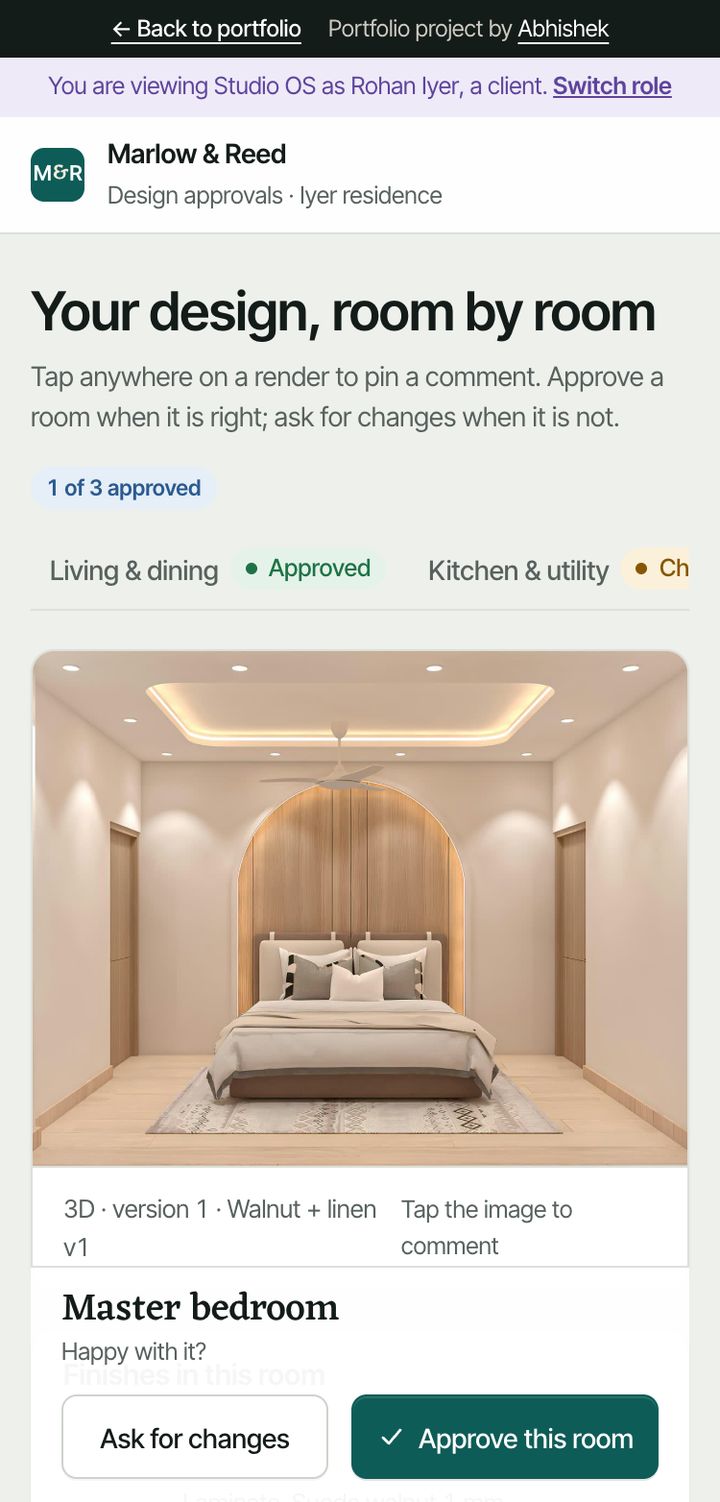 ← Back to portfolio Portfolio project by Abhishek
You are viewing Studio OS as Rohan Iyer, a client. Switch role
M&R
Marlow & Reed
Design approvals · Iyer residence
Your design, room by room
Tap anywhere on a render to pin a comment. Approve a
room when it is right; ask for changes when it is not.
1 of 3 approved
Living & dining • Approved Kitchen & utility • Ch
3D · version 1 · Walnut + linen
v1
Tap the image to
comment
Master bedroom
Happy with it?
Finishes in this room
Ask for changes ✓ Approve this room